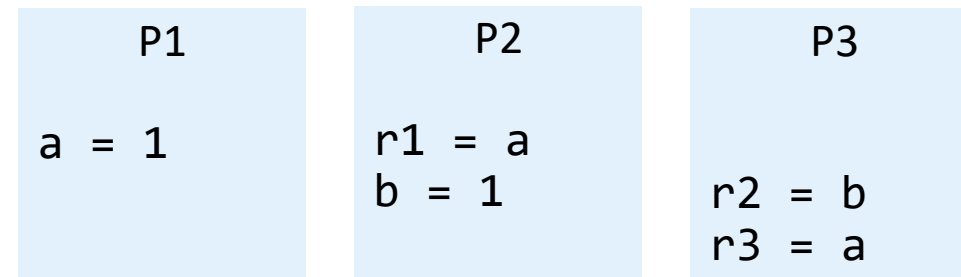 P1
a = 1
P2
r1 = a
b = 1
P3
r2 = b
r3 = a